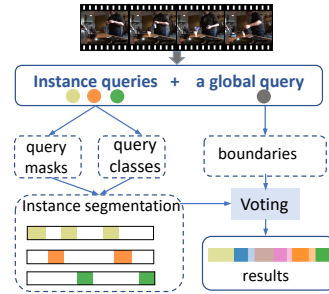 Instance queries + a global query
query masks
query classes
boundaries
Instance segmentation
Voting
results